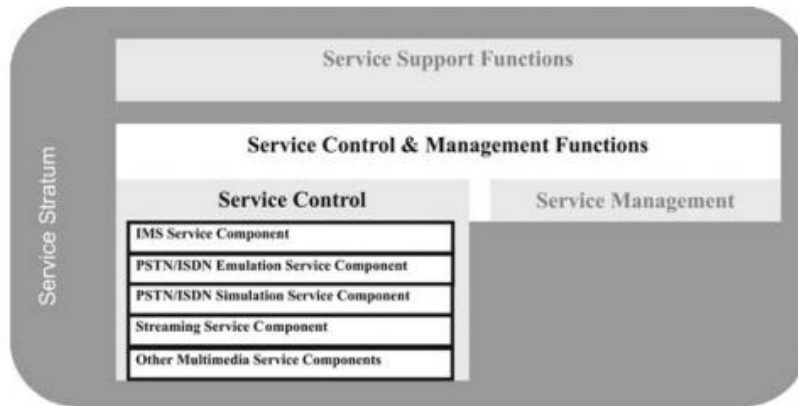 Service Stratum
Service Support Functions
Service Control & Management Functions
Service Control
Service Management
IMS Service Component
PSTN/ISDN Emulation Service Component
PSTN/ISDN Simulation Service Component
Streaming Service Component
Other Multimedia Service Components